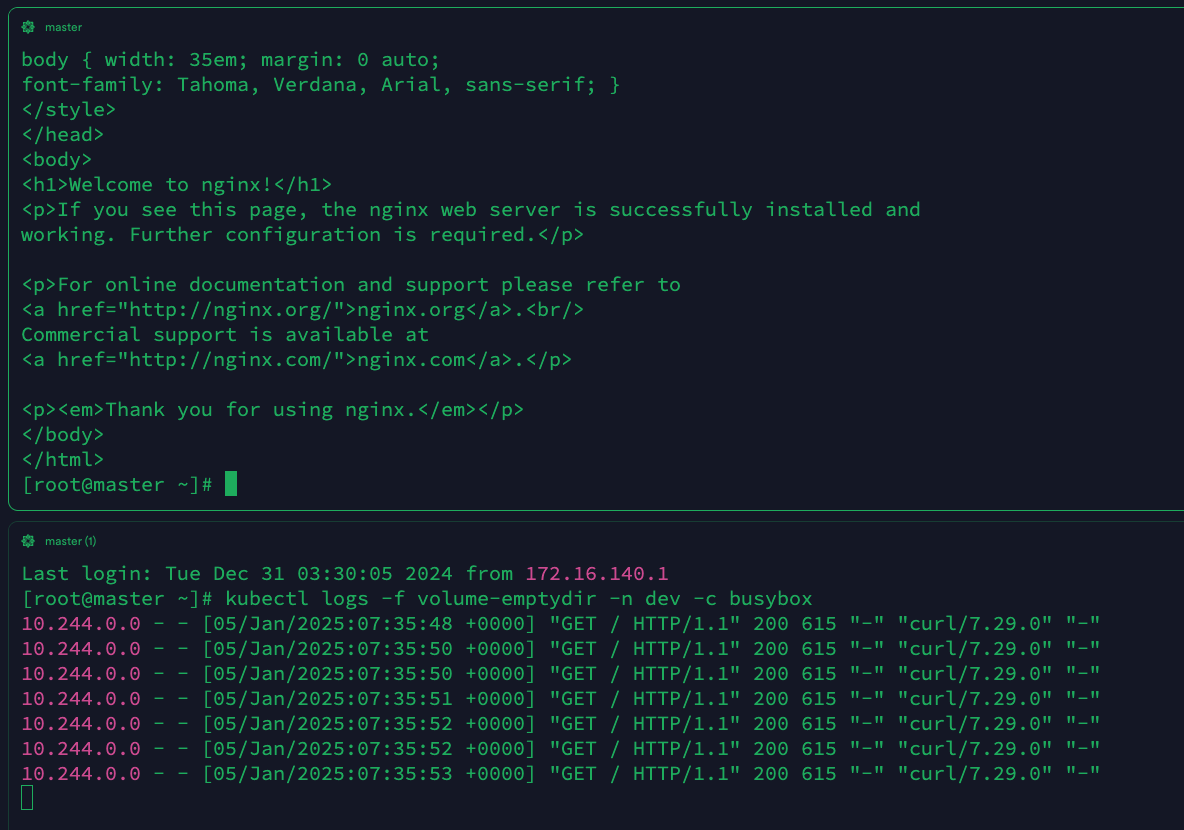 master
body { width: 35em; margin: 0 auto;
font-family: Tahoma, Verdana, Arial, sans-serif; }
</style>
</head>
<body>
<h1>Welcome to nginx!</h1>
<p>If you see this page, the nginx web server is successfully installed and
working. Further configuration is required.</p>
<p>For online documentation and support please refer to
<a href="http://nginx.org/">nginx.org</a>.<br/>
Commercial support is available at
<a href="http://nginx.com/">nginx.com</a>.</p>
<p><em>Thank you for using nginx.</em></p>
</body>
</html>
[root@master ~]#
master (1)
Last login: Tue Dec 31 03:30:05 2024 from 172.16.140.1
[root@master ~]# kubectl logs -f volume-emptydir -n dev -c busybox
10.244.0.0 - - [05/Jan/2025:07:35:48 +0000] "GET / HTTP/1.1" 200 615 "-" "curl/7.29.0" "-"
10.244.0.0 - - [05/Jan/2025:07:35:50 +0000] "GET / HTTP/1.1" 200 615 "-" "curl/7.29.0" "-"
10.244.0.0 - - [05/Jan/2025:07:35:50 +0000] "GET / HTTP/1.1" 200 615 "-" "curl/7.29.0" "-"
10.244.0.0 - - [05/Jan/2025:07:35:51 +0000] "GET / HTTP/1.1" 200 615 "-" "curl/7.29.0" "-"
10.244.0.0 - - [05/Jan/2025:07:35:52 +0000] "GET / HTTP/1.1" 200 615 "-" "curl/7.29.0" "-"
10.244.0.0 - - [05/Jan/2025:07:35:52 +0000] "GET / HTTP/1.1" 200 615 "-" "curl/7.29.0" "-"
10.244.0.0 - - [05/Jan/2025:07:35:53 +0000] "GET / HTTP/1.1" 200 615 "-" "curl/7.29.0" "-"